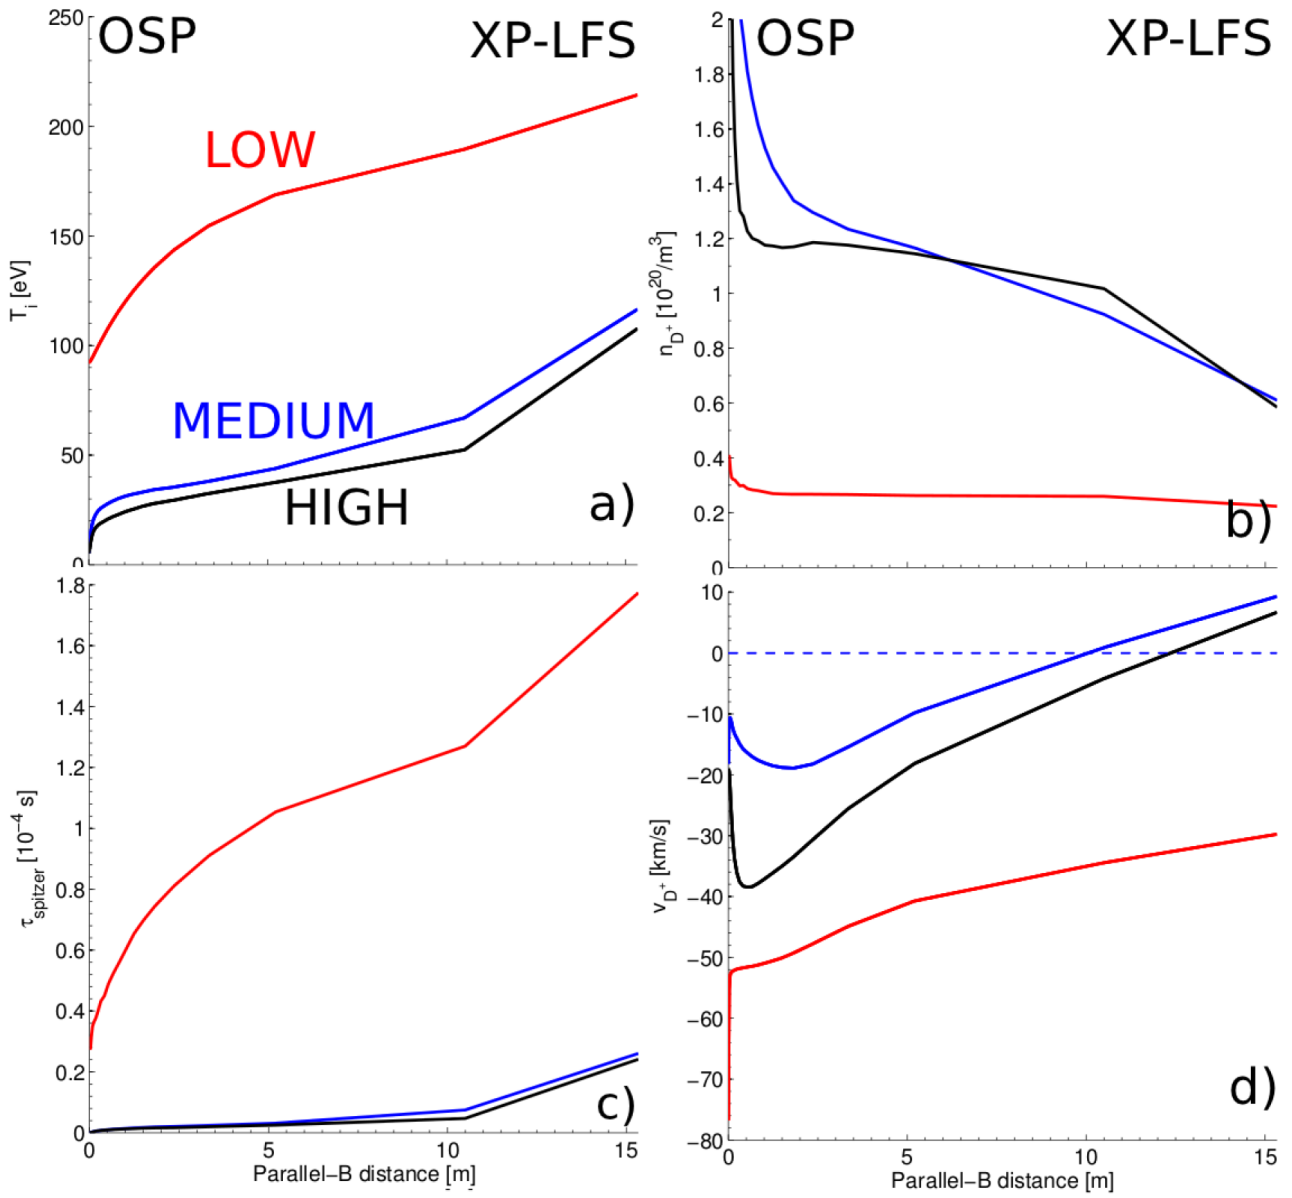 250
200
150
100
50
0
T_i [eV]
OSP
XP-LFS
LOW
MEDIUM
HIGH
a)
2
1.8
1.6
1.4
1.2
1
0.8
0.6
0.4
0.2
0
n_{D^+} [10^{20}/m^3]
OSP
XP-LFS
b)
1.8
1.6
1.4
1.2
1
0.8
0.6
0.4
0.2
0
τ_{spitzer} [10^{−4} s]
c)
0 5 10 15
Parallel−B distance [m]
10
0
−10
−20
−30
−40
−50
−60
−70
−80
v_{D^+} [km/s]
d)
0 5 10 15
Parallel−B distance [m]